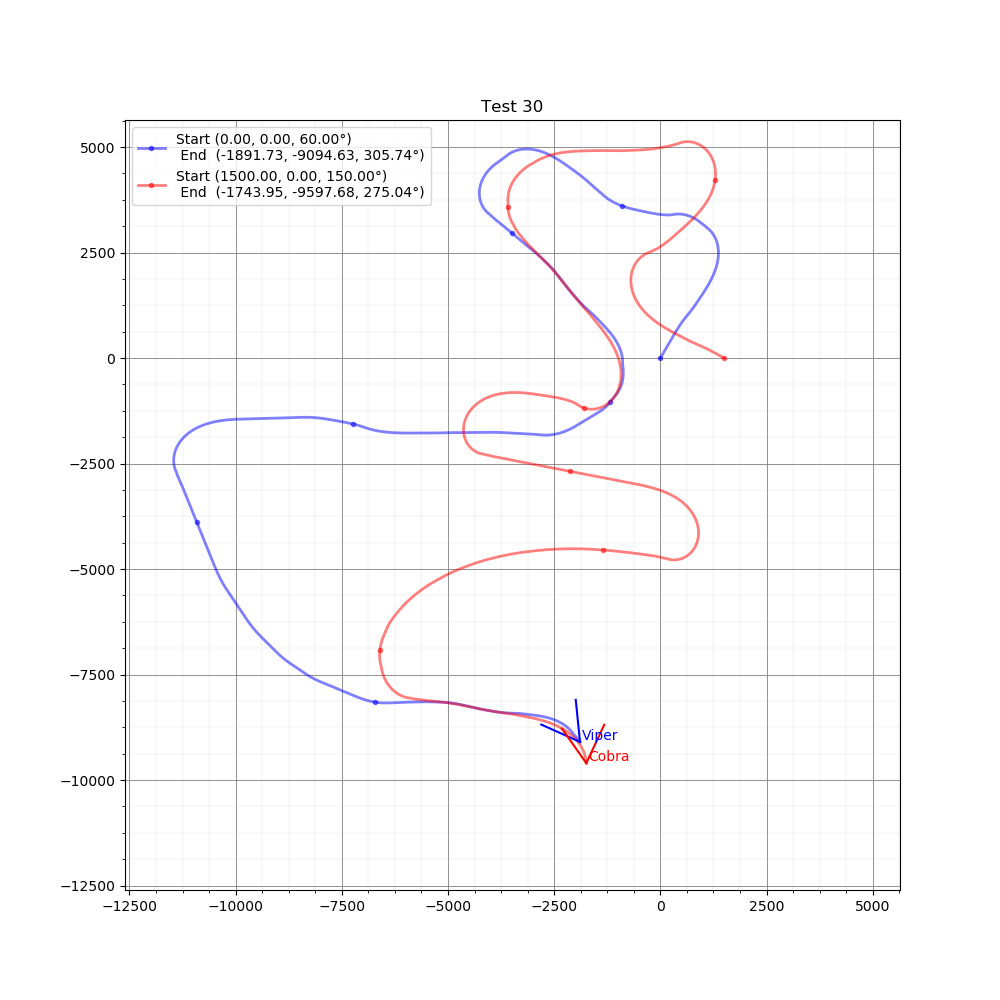 Test 30
Start (0.00, 0.00, 60.00°)
End  (-1891.73, -9094.63, 305.74°)
Start (1500.00, 0.00, 150.00°)
End  (-1743.95, -9597.68, 275.04°)
5000
2500
0
−2500
−5000
−7500
−10000
−12500
Viper
Cobra
−12500 −10000 −7500 −5000 −2500 0 2500 5000